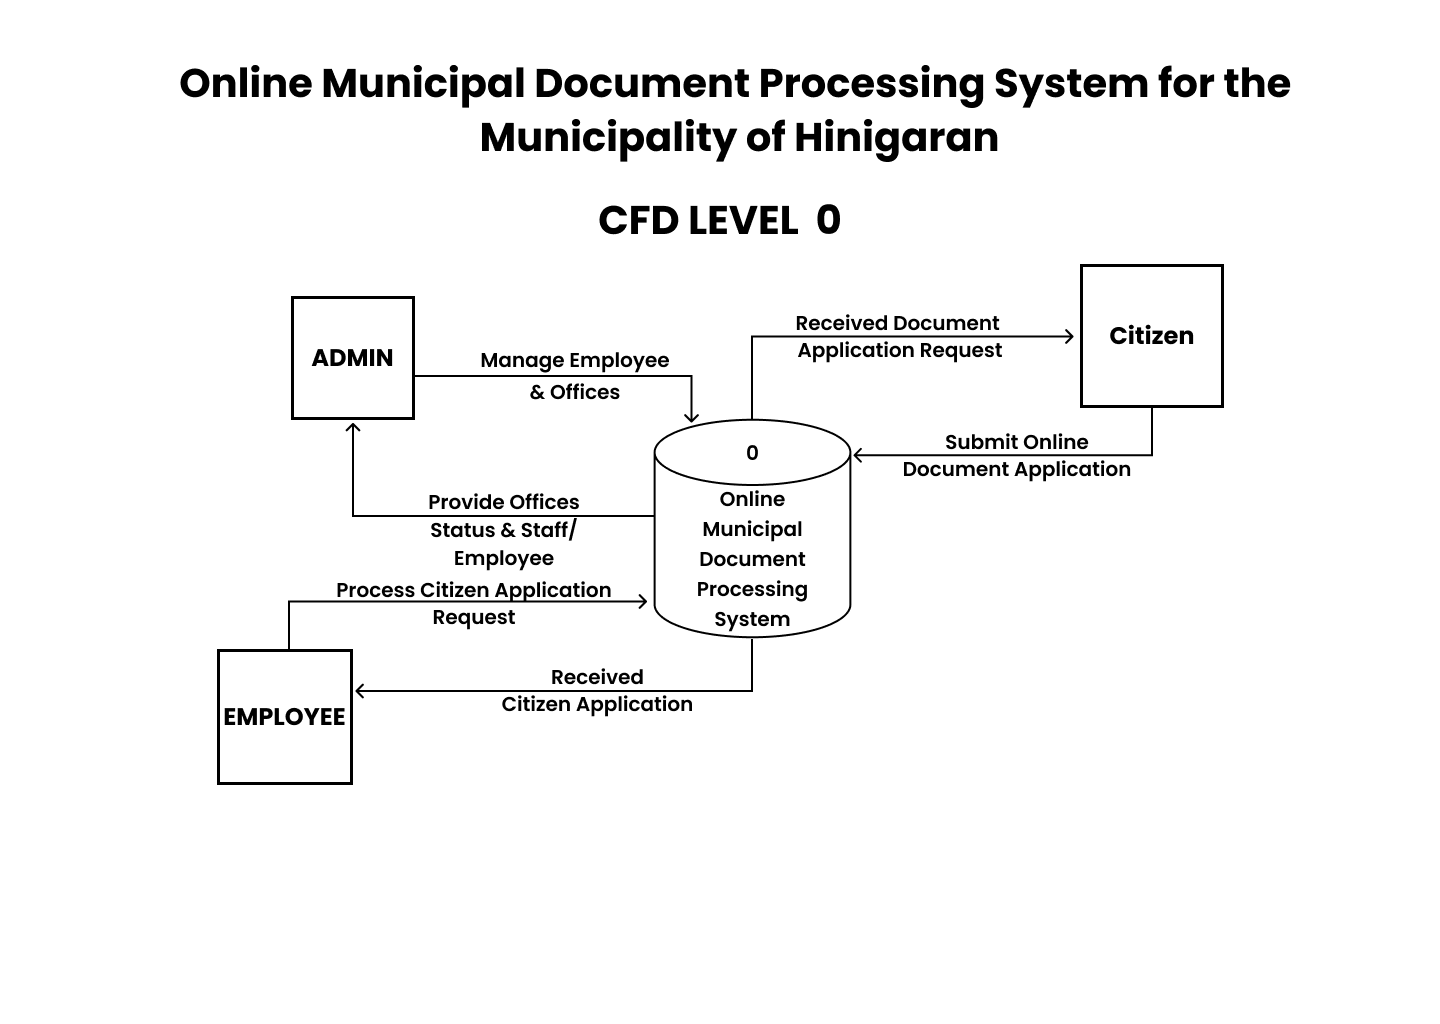 Online Municipal Document Processing System for the
Municipality of Hinigaran
CFD LEVEL 0
ADMIN
Manage Employee
& Offices
Received Document
Application Request
Citizen
Submit Online
Document Application
0
Online
Municipal
Document
Processing
System
Provide Offices
Status & Staff/
Employee
Process Citizen Application
Request
EMPLOYEE
Received
Citizen Application